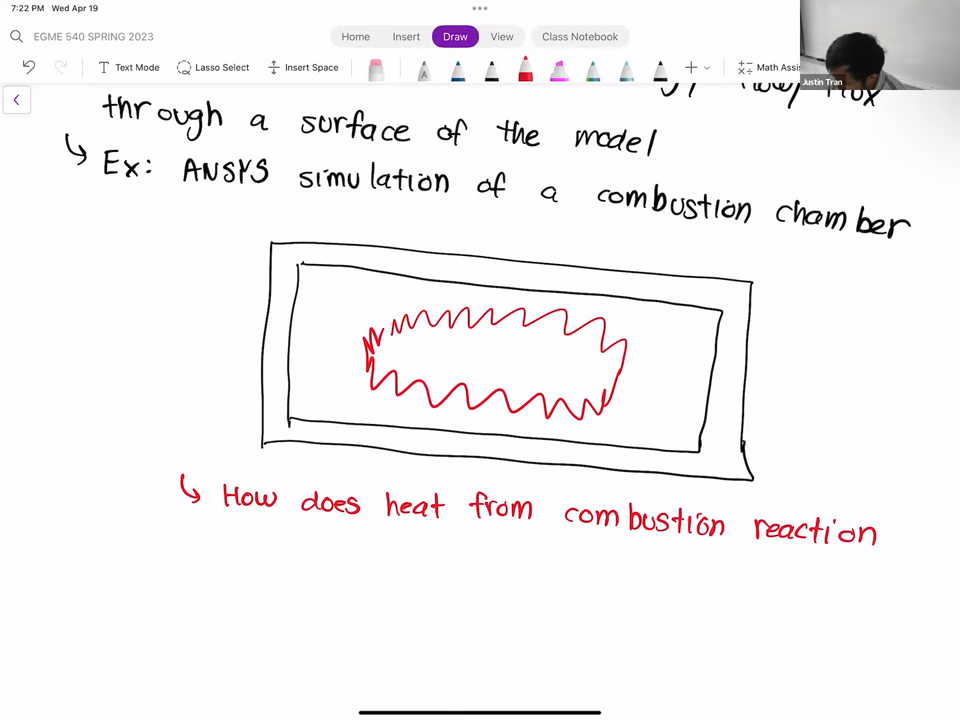 7:22 PM Wed Apr 19
EGME 540 SPRING 2023
Home Insert Draw View Class Notebook
Text Mode Lasso Select Insert Space
Justin Tran
through a surface of the model
Ex: ANSYS simulation of a combustion chamber
How does heat from combustion reaction